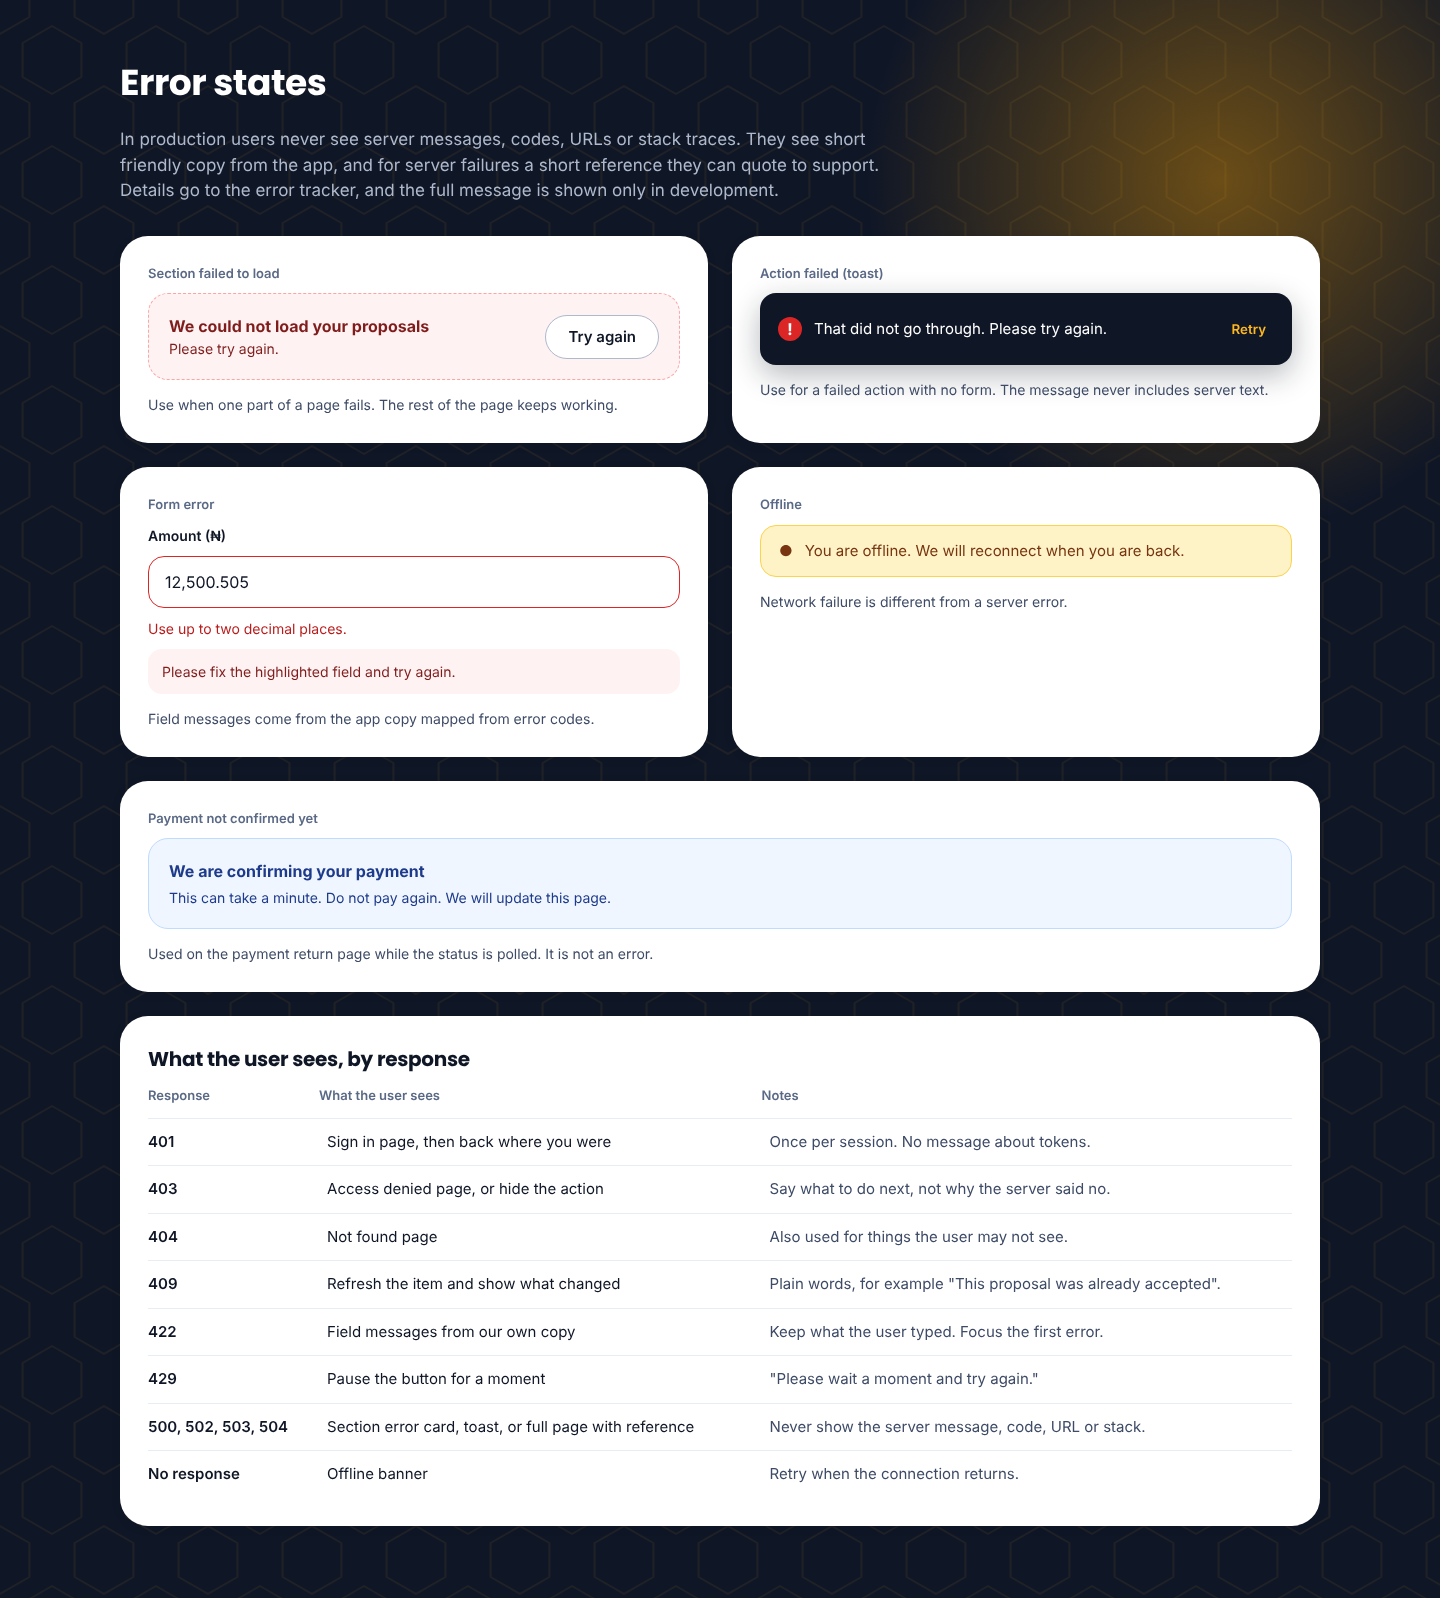 Error states
In production users never see server messages, codes, URLs or stack traces. They see short
friendly copy from the app, and for server failures a short reference they can quote to support.
Details go to the error tracker, and the full message is shown only in development.
Section failed to load
We could not load your proposals
Please try again.
Try again
Use when one part of a page fails. The rest of the page keeps working.
Action failed (toast)
! That did not go through. Please try again. Retry
Use for a failed action with no form. The message never includes server text.
Form error
Amount (₦)
12,500.505
Use up to two decimal places.
Please fix the highlighted field and try again.
Field messages come from the app copy mapped from error codes.
Offline
You are offline. We will reconnect when you are back.
Network failure is different from a server error.
Payment not confirmed yet
We are confirming your payment
This can take a minute. Do not pay again. We will update this page.
Used on the payment return page while the status is polled. It is not an error.
What the user sees, by response
Response What the user sees Notes
401 Sign in page, then back where you were Once per session. No message about tokens.
403 Access denied page, or hide the action Say what to do next, not why the server said no.
404 Not found page Also used for things the user may not see.
409 Refresh the item and show what changed Plain words, for example "This proposal was already accepted".
422 Field messages from our own copy Keep what the user typed. Focus the first error.
429 Pause the button for a moment "Please wait a moment and try again."
500, 502, 503, 504 Section error card, toast, or full page with reference Never show the server message, code, URL or stack.
No response Offline banner Retry when the connection returns.